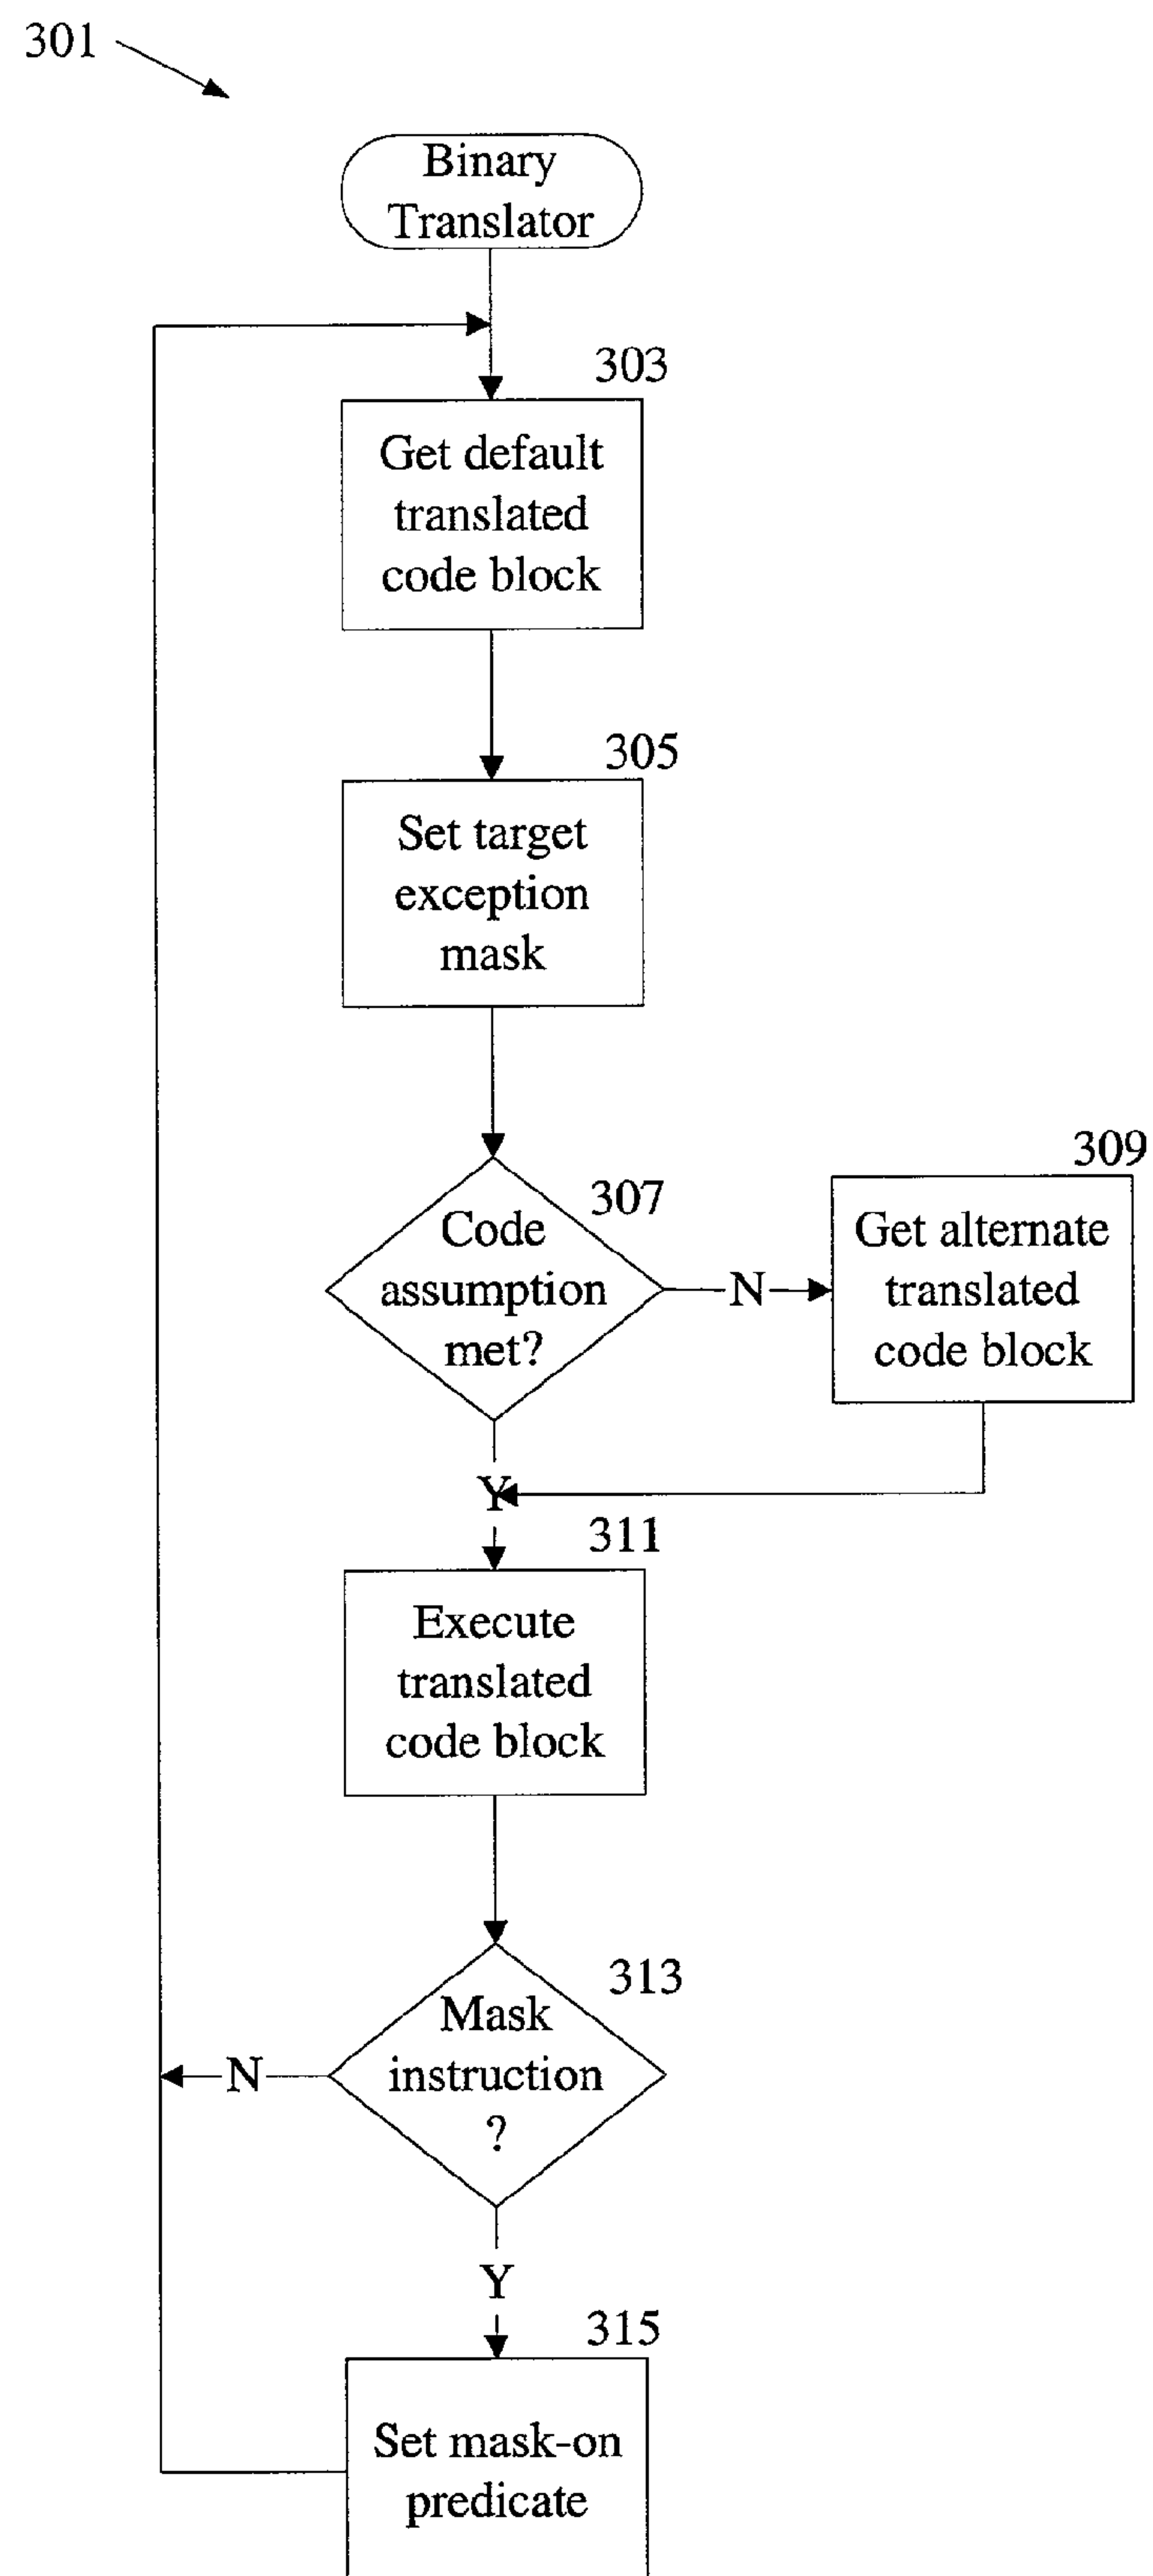 301
Binary
Translator
303
Get default
translated
code block
305
Set target
exception
mask
307
Code
assumption
met?
N
309
Get alternate
translated
code block
Y
311
Execute
translated
code block
313
Mask
instruction
?
N
Y
315
Set mask-on
predicate